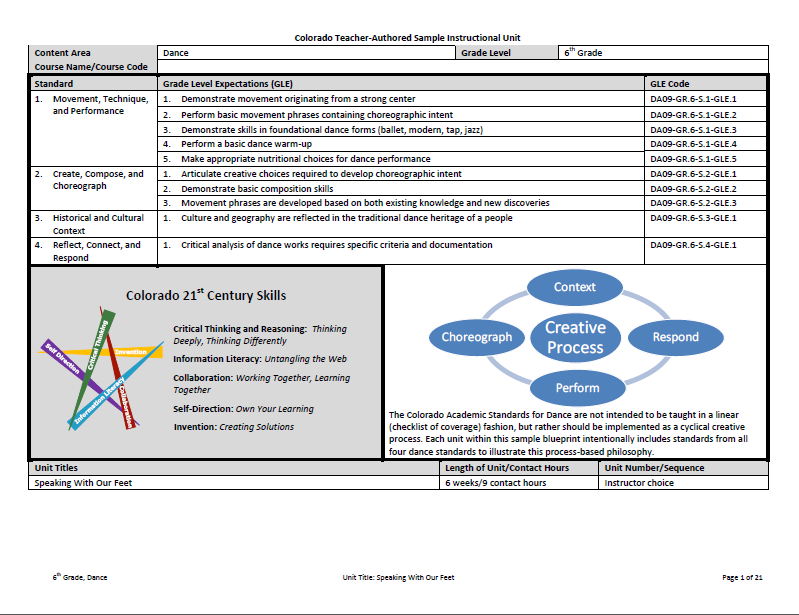 Colorado Teacher-Authored Sample Instructional Unit
Content Area Dance Grade Level 6th Grade
Course Name/Course Code
Standard Grade Level Expectations (GLE) GLE Code
1. Movement, Technique, and Performance
1. Demonstrate movement originating from a strong center DA09-GR.6-S.1-GLE.1
2. Perform basic movement phrases containing choreographic intent DA09-GR.6-S.1-GLE.2
3. Demonstrate skills in foundational dance forms (ballet, modern, tap, jazz) DA09-GR.6-S.1-GLE.3
4. Perform a basic dance warm-up DA09-GR.6-S.1-GLE.4
5. Make appropriate nutritional choices for dance performance DA09-GR.6-S.1-GLE.5
2. Create, Compose, and Choreograph
1. Articulate creative choices required to develop choreographic intent DA09-GR.6-S.2-GLE.1
2. Demonstrate basic composition skills DA09-GR.6-S.2-GLE.2
3. Movement phrases are developed based on both existing knowledge and new discoveries DA09-GR.6-S.2-GLE.3
3. Historical and Cultural Context
1. Culture and geography are reflected in the traditional dance heritage of a people DA09-GR.6-S.3-GLE.1
4. Reflect, Connect, and Respond
1. Critical analysis of dance works requires specific criteria and documentation DA09-GR.6-S.4-GLE.1
Colorado 21st Century Skills
Critical Thinking
Self Direction
Invention
Information Literacy
Collaboration
Critical Thinking and Reasoning: Thinking
Deeply, Thinking Differently
Information Literacy: Untangling the Web
Collaboration: Working Together, Learning
Together
Self-Direction: Own Your Learning
Invention: Creating Solutions
Context
Choreograph
Creative
Process
Respond
Perform
The Colorado Academic Standards for Dance are not intended to be taught in a linear
(checklist of coverage) fashion, but rather should be implemented as a cyclical creative
process. Each unit within this sample blueprint intentionally includes standards from all
four dance standards to illustrate this process-based philosophy.
Unit Titles Length of Unit/Contact Hours Unit Number/Sequence
Speaking With Our Feet 6 weeks/9 contact hours Instructor choice
6th Grade, Dance Unit Title: Speaking With Our Feet Page 1 of 21